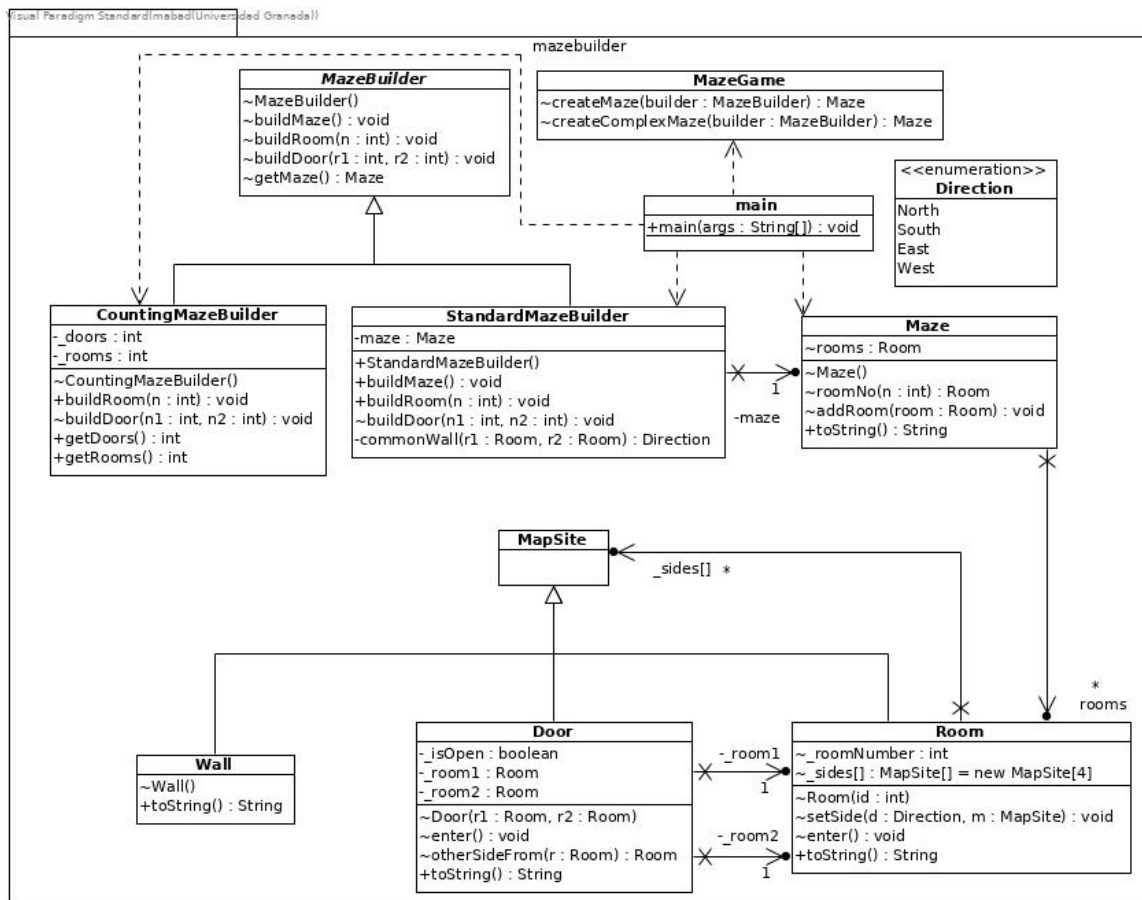 Visual Paradigm Standard(mabad(Universidad Granada))
mazebuilder
MazeBuilder
~MazeBuilder()
~buildMaze() : void
~buildRoom(n : int) : void
~buildDoor(r1 : int, r2 : int) : void
~getMaze() : Maze
MazeGame
~createMaze(builder : MazeBuilder) : Maze
~createComplexMaze(builder : MazeBuilder) : Maze
<<enumeration>>
Direction
North
South
East
West
main
+main(args : String[]) : void
CountingMazeBuilder
-_doors : int
-_rooms : int
~CountingMazeBuilder()
+buildRoom(n : int) : void
~buildDoor(n1 : int, n2 : int) : void
+getDoors() : int
+getRooms() : int
StandardMazeBuilder
-maze : Maze
+StandardMazeBuilder()
+buildMaze() : void
+buildRoom(n : int) : void
~buildDoor(n1 : int, n2 : int) : void
-commonWall(r1 : Room, r2 : Room) : Direction
1
-maze
Maze
~rooms : Room
~Maze()
~roomNo(n : int) : Room
~addRoom(room : Room) : void
+toString() : String
MapSite
_sides[] *
*
rooms
Wall
~Wall()
+toString() : String
Door
-_isOpen : boolean
-_room1 : Room
-_room2 : Room
~Door(r1 : Room, r2 : Room)
~enter() : void
~otherSideFrom(r : Room) : Room
+toString() : String
-_room1
1
-_room2
1
Room
~_roomNumber : int
~_sides[] : MapSite[] = new MapSite[4]
~Room(id : int)
~setSide(d : Direction, m : MapSite) : void
~enter() : void
+toString() : String